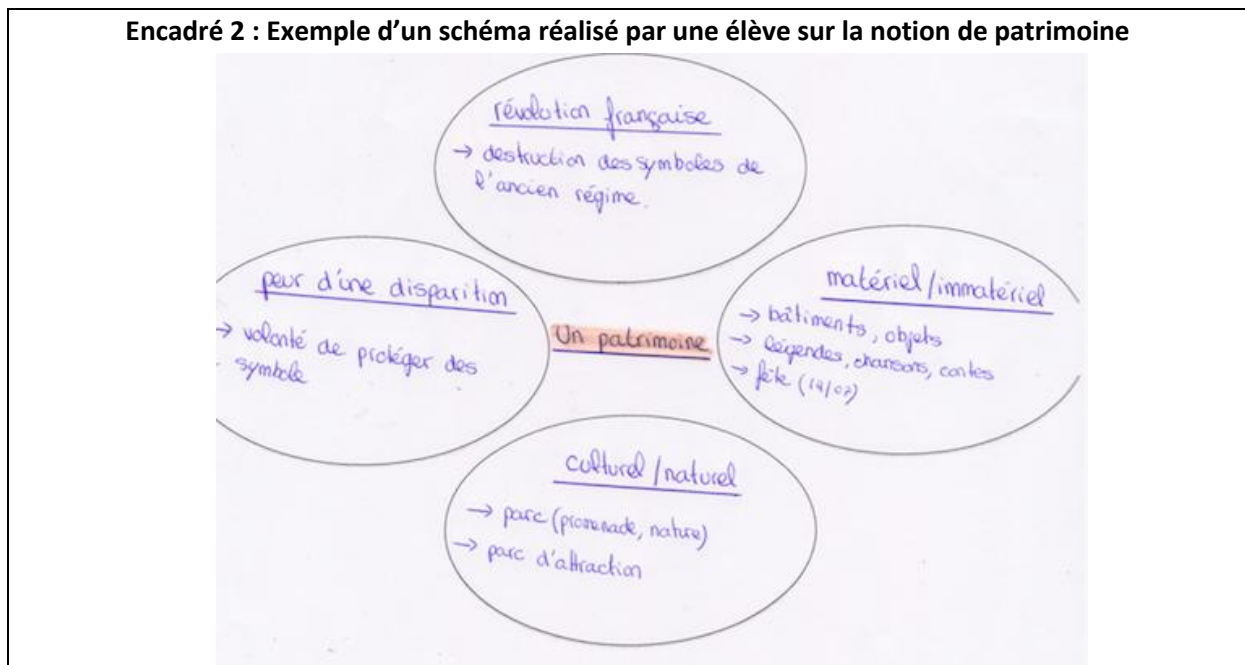 Encadré 2 : Exemple d'un schéma réalisé par une élève sur la notion de patrimoine
révolution française
→ destruction des symboles de
l'ancien régime.
peur d'une disparition
→ volonté de protéger des
symbole
Un patrimoine
matériel/immatériel
→ bâtiments, objets
→ légendes, chansons, contes
→ fête (14/07)
culturel/naturel
→ parc (promenade, nature)
→ parc d'attraction